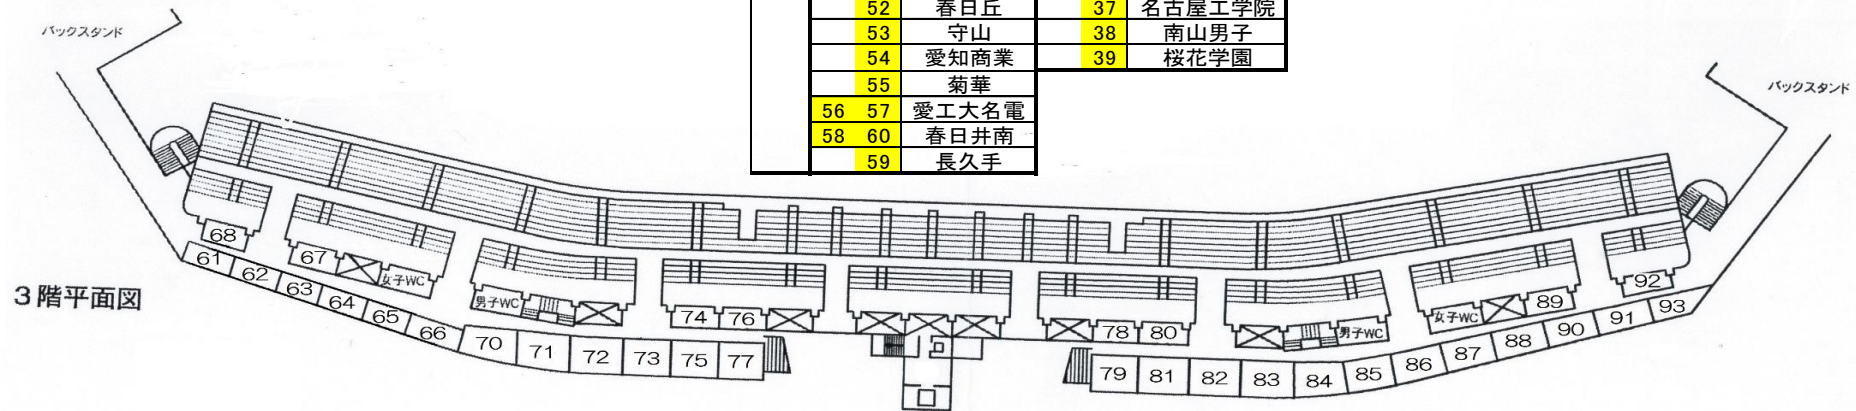 52 春日丘 37 名古屋工学院
53 守山 38 南山男子
54 愛知商業 39 桜花学園
55 菊華
56 57 愛工大名電
58 60 春日井南
59 長久手
バックスタンド
バックスタンド
3階平面図
68
61 62 63 64 65 66
67 女子WC
男子WC
70 71 72 73 75 77
74 76
78 80
男子WC
女子WC 89
92
79 81 82 83 84 85 86 87 88 90 91 93